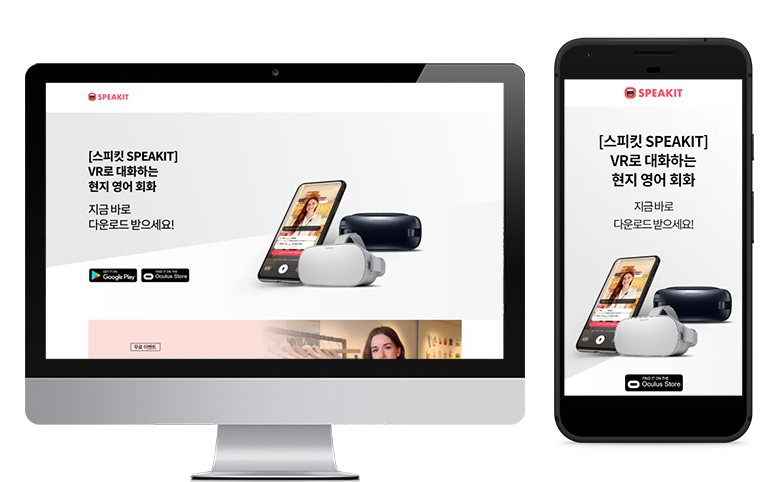 SPEAKIT
[스피킷 SPEAKIT]
VR로 대화하는
현지 영어 회화
지금 바로
다운로드 받으세요!
GET IT ON
Google Play
FIND IT ON THE
Oculus Store
무료 이벤트
SPEAKIT
[스피킷 SPEAKIT]
VR로 대화하는
현지 영어 회화
지금 바로
다운로드 받으세요!
FIND IT ON THE
Oculus Store